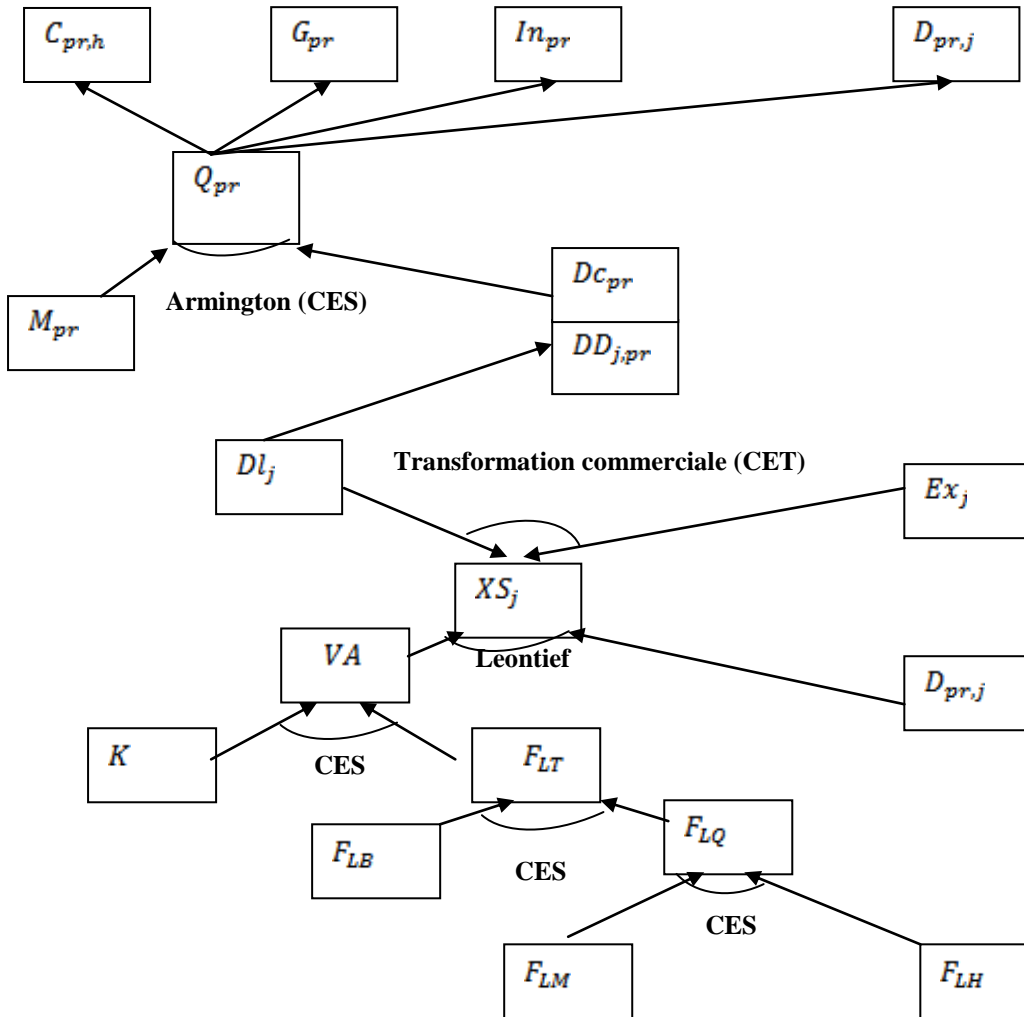 C_{pr,h} G_{pr} In_{pr} D_{pr,j}
Q_{pr}
Dc_{pr}
Armington (CES)
M_{pr}
DD_{j,pr}
Dl_j
Transformation commerciale (CET)
Ex_j
XS_j
VA
Leontief
D_{pr,j}
K
CES
F_{LT}
F_{LB}
F_{LQ}
CES
CES
F_{LM}
F_{LH}